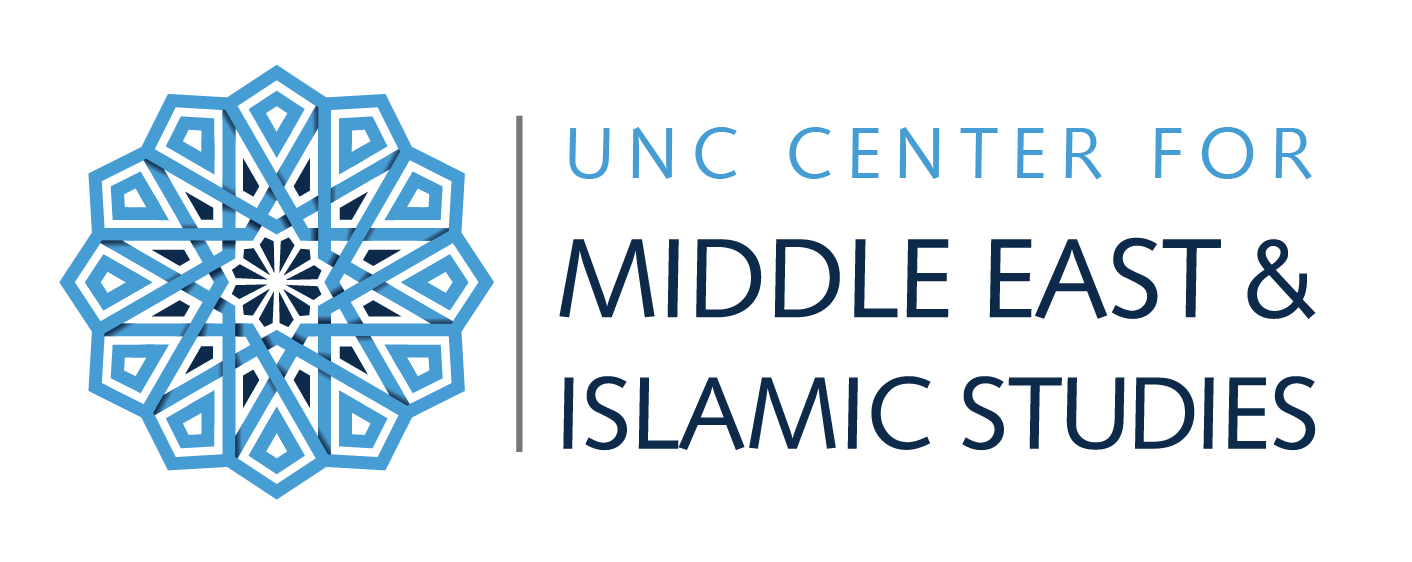 UNC CENTER FOR
MIDDLE EAST &
ISLAMIC STUDIES